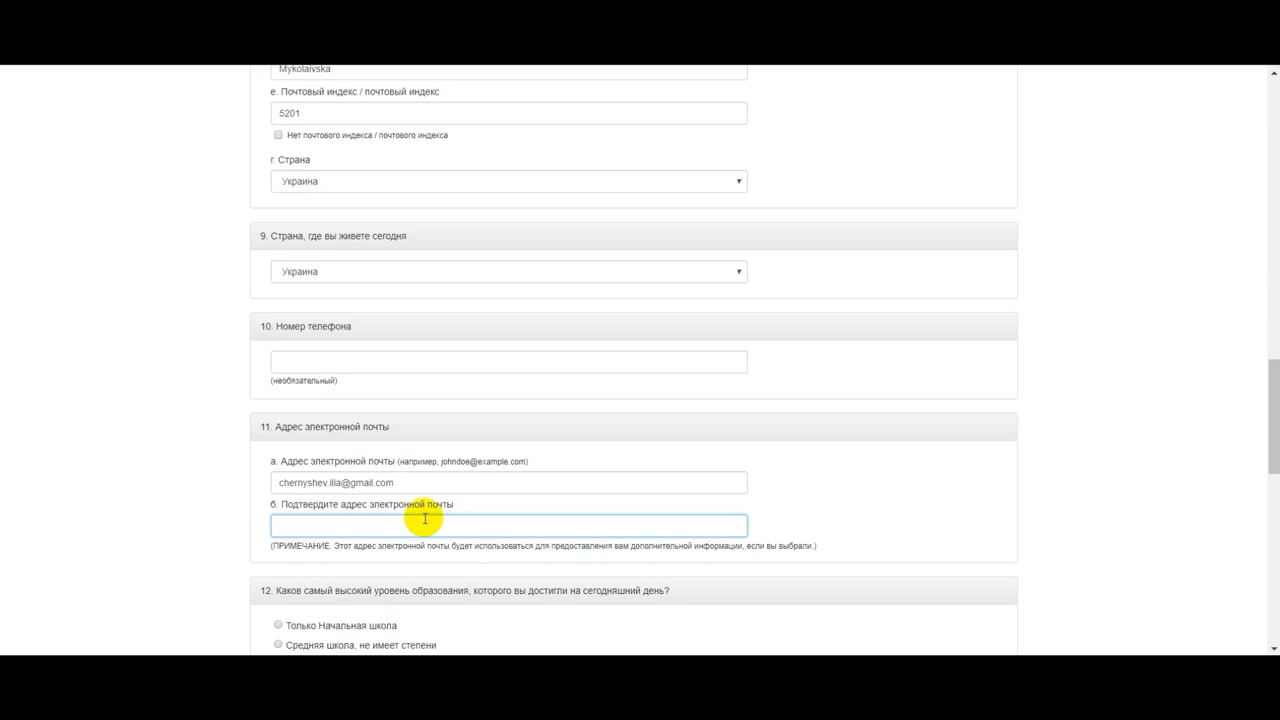 Mykolaivska
е. Почтовый индекс / почтовый индекс
5201
Нет почтового индекса / почтового индекса
г. Страна
Украина
9. Страна, где вы живете сегодня
Украина
10. Номер телефона
(необязательный)
11. Адрес электронной почты
а. Адрес электронной почты (например, johndoe@example.com)
chernyshev.ilia@gmail.com
б. Подтвердите адрес электронной почты
(ПРИМЕЧАНИЕ. Этот адрес электронной почты будет использоваться для предоставления вам дополнительной информации, если вы выбрали.)
12. Каков самый высокий уровень образования, которого вы достигли на сегодняшний день?
Только Начальная школа
Средняя школа, не имеет степени